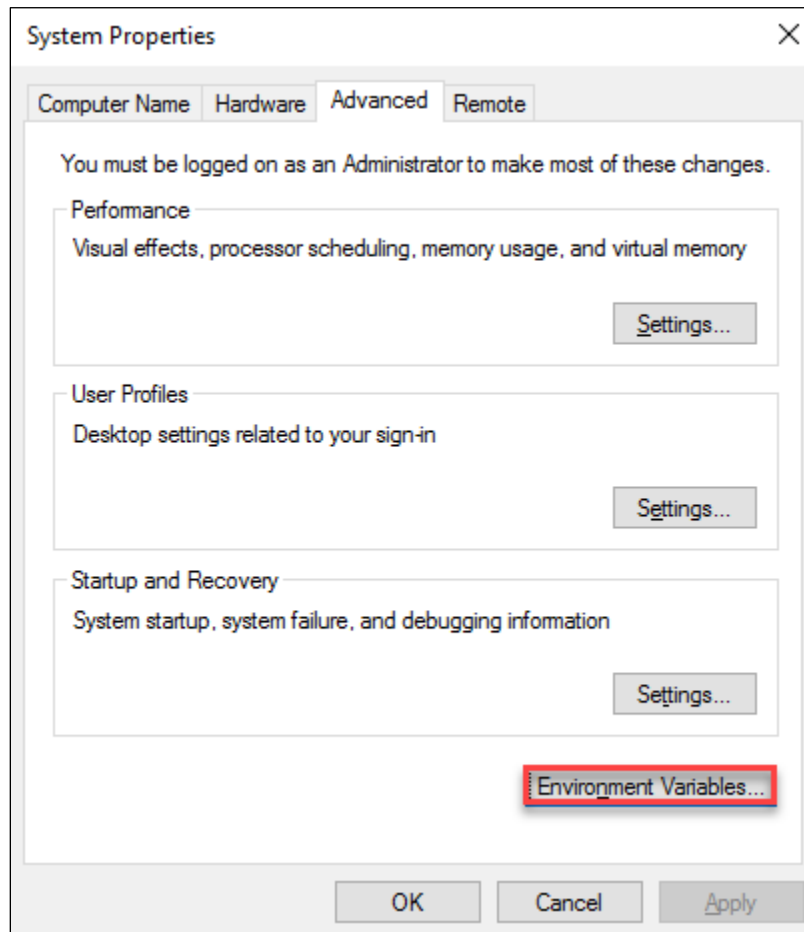 System Properties
Computer Name Hardware Advanced Remote
You must be logged on as an Administrator to make most of these changes.
Performance
Visual effects, processor scheduling, memory usage, and virtual memory
Settings...
User Profiles
Desktop settings related to your sign-in
Settings...
Startup and Recovery
System startup, system failure, and debugging information
Settings...
Environment Variables...
OK Cancel Apply